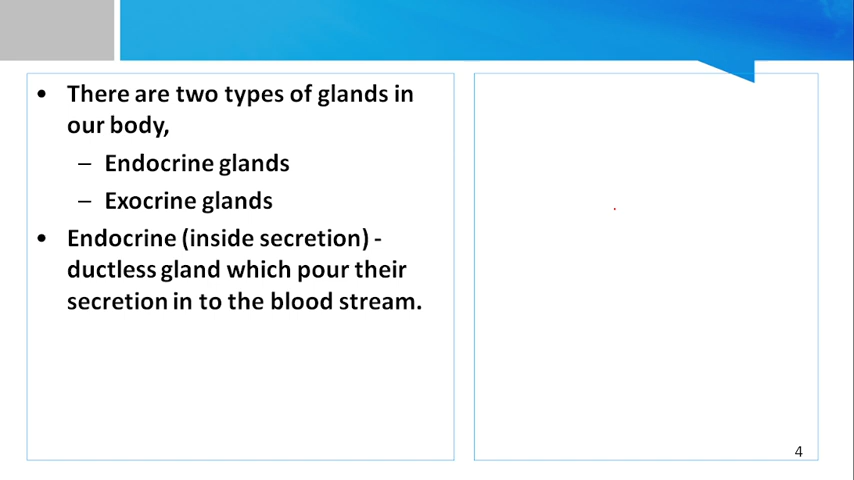 • There are two types of glands in
our body,
– Endocrine glands
– Exocrine glands
• Endocrine (inside secretion) -
ductless gland which pour their
secretion in to the blood stream.
4